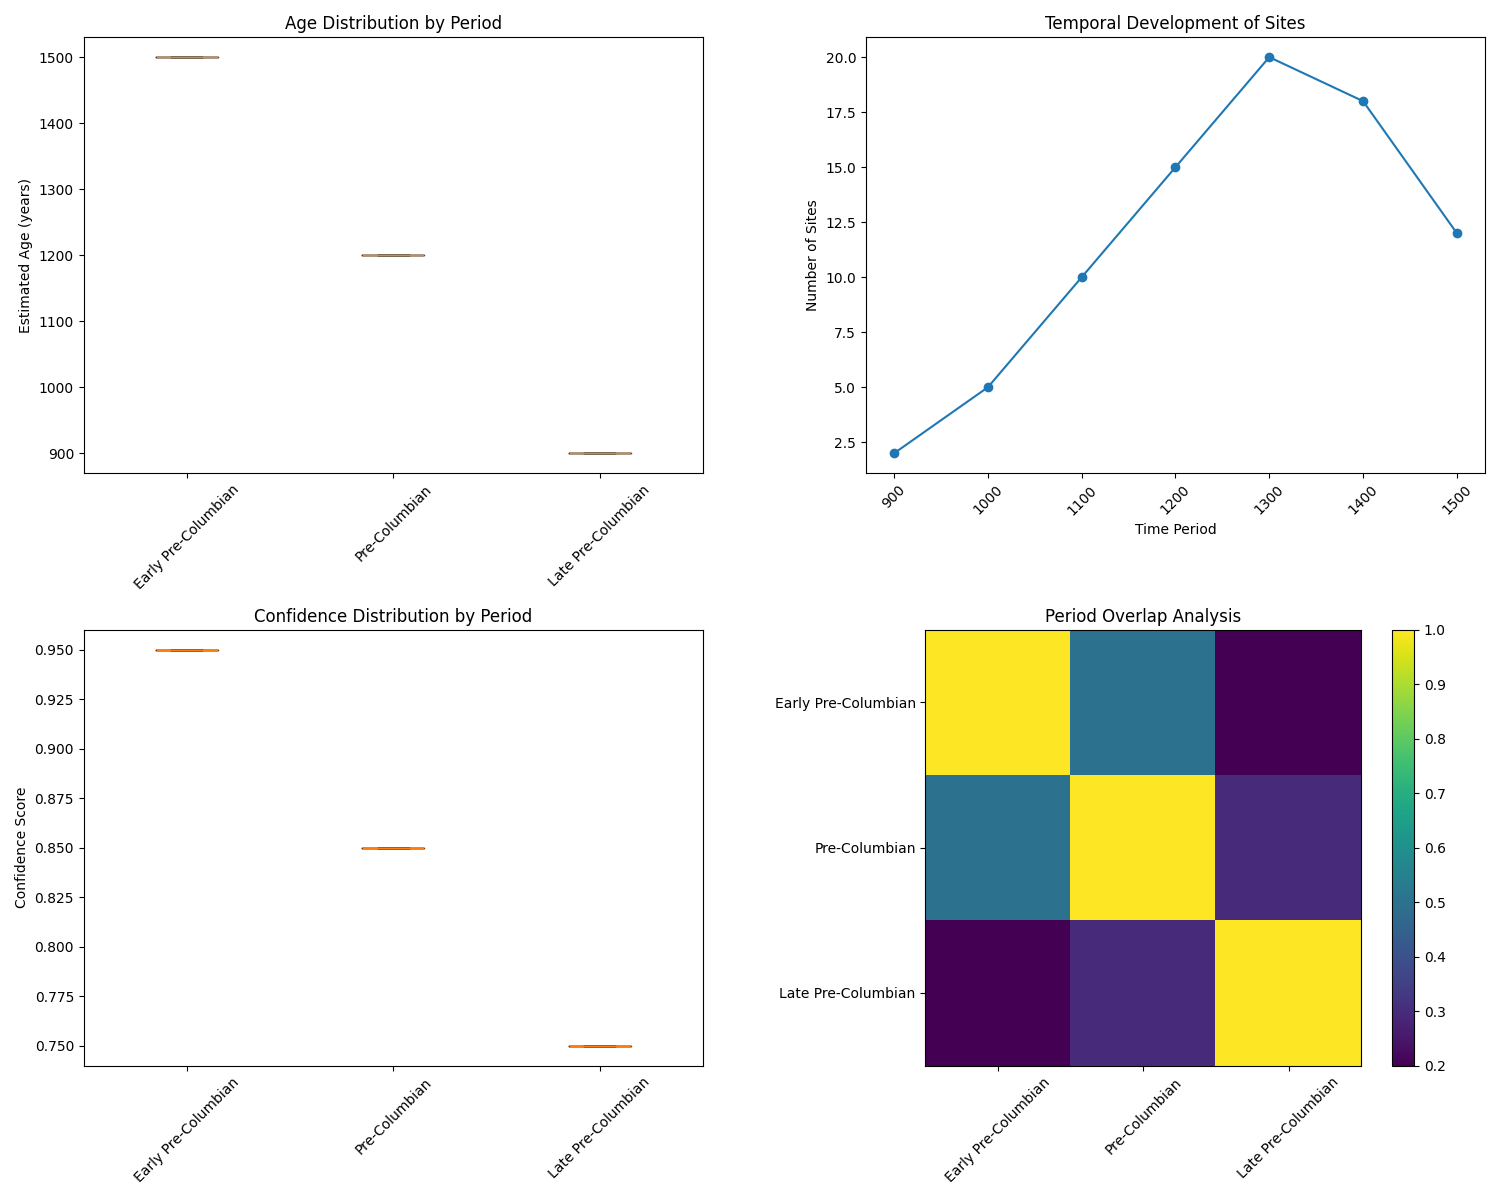 Age Distribution by Period
Estimated Age (years)
1500
1400
1300
1200
1100
1000
900
Early Pre-Columbian
Pre-Columbian
Late Pre-Columbian
Temporal Development of Sites
Number of Sites
20.0
17.5
15.0
12.5
10.0
7.5
5.0
2.5
900
1000
1100
1200
1300
1400
1500
Time Period
Confidence Distribution by Period
Confidence Score
0.950
0.925
0.900
0.875
0.850
0.825
0.800
0.775
0.750
Early Pre-Columbian
Pre-Columbian
Late Pre-Columbian
Period Overlap Analysis
Early Pre-Columbian
Pre-Columbian
Late Pre-Columbian
Early Pre-Columbian
Pre-Columbian
Late Pre-Columbian
1.0
0.9
0.8
0.7
0.6
0.5
0.4
0.3
0.2